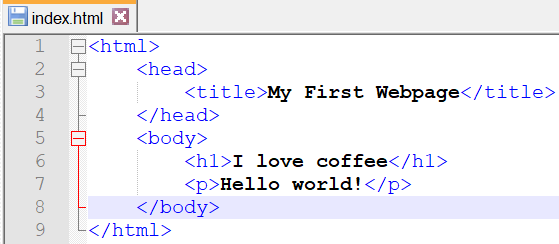 index.html
1 <html>
2     <head>
3         <title>My First Webpage</title>
4     </head>
5     <body>
6         <h1>I love coffee</h1>
7         <p>Hello world!</p>
8     </body>
9 </html>